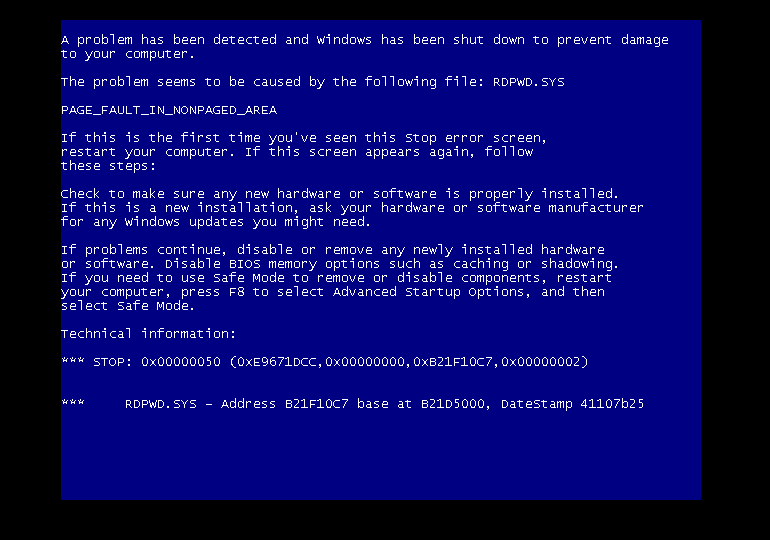 A problem has been detected and Windows has been shut down to prevent damage
to your computer.
The problem seems to be caused by the following file: RDPWD.SYS
PAGE_FAULT_IN_NONPAGED_AREA
If this is the first time you've seen this Stop error screen,
restart your computer. If this screen appears again, follow
these steps:
Check to make sure any new hardware or software is properly installed.
If this is a new installation, ask your hardware or software manufacturer
for any Windows updates you might need.
If problems continue, disable or remove any newly installed hardware
or software. Disable BIOS memory options such as caching or shadowing.
If you need to use Safe Mode to remove or disable components, restart
your computer, press F8 to select Advanced Startup Options, and then
select Safe Mode.
Technical information:
*** STOP: 0x00000050 (0xE9671DCC,0x00000000,0xB21F10C7,0x00000002)
***     RDPWD.SYS – Address B21F10C7 base at B21D5000, DateStamp 41107b25